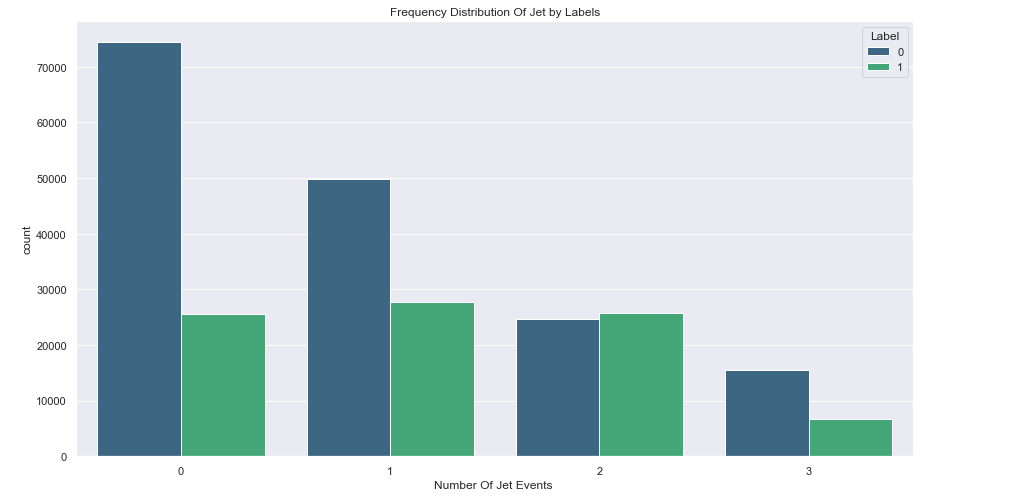 Frequency Distribution Of Jet by Labels
Label
0
1
70000
60000
50000
40000
30000
20000
10000
0
count
0 1 2 3
Number Of Jet Events